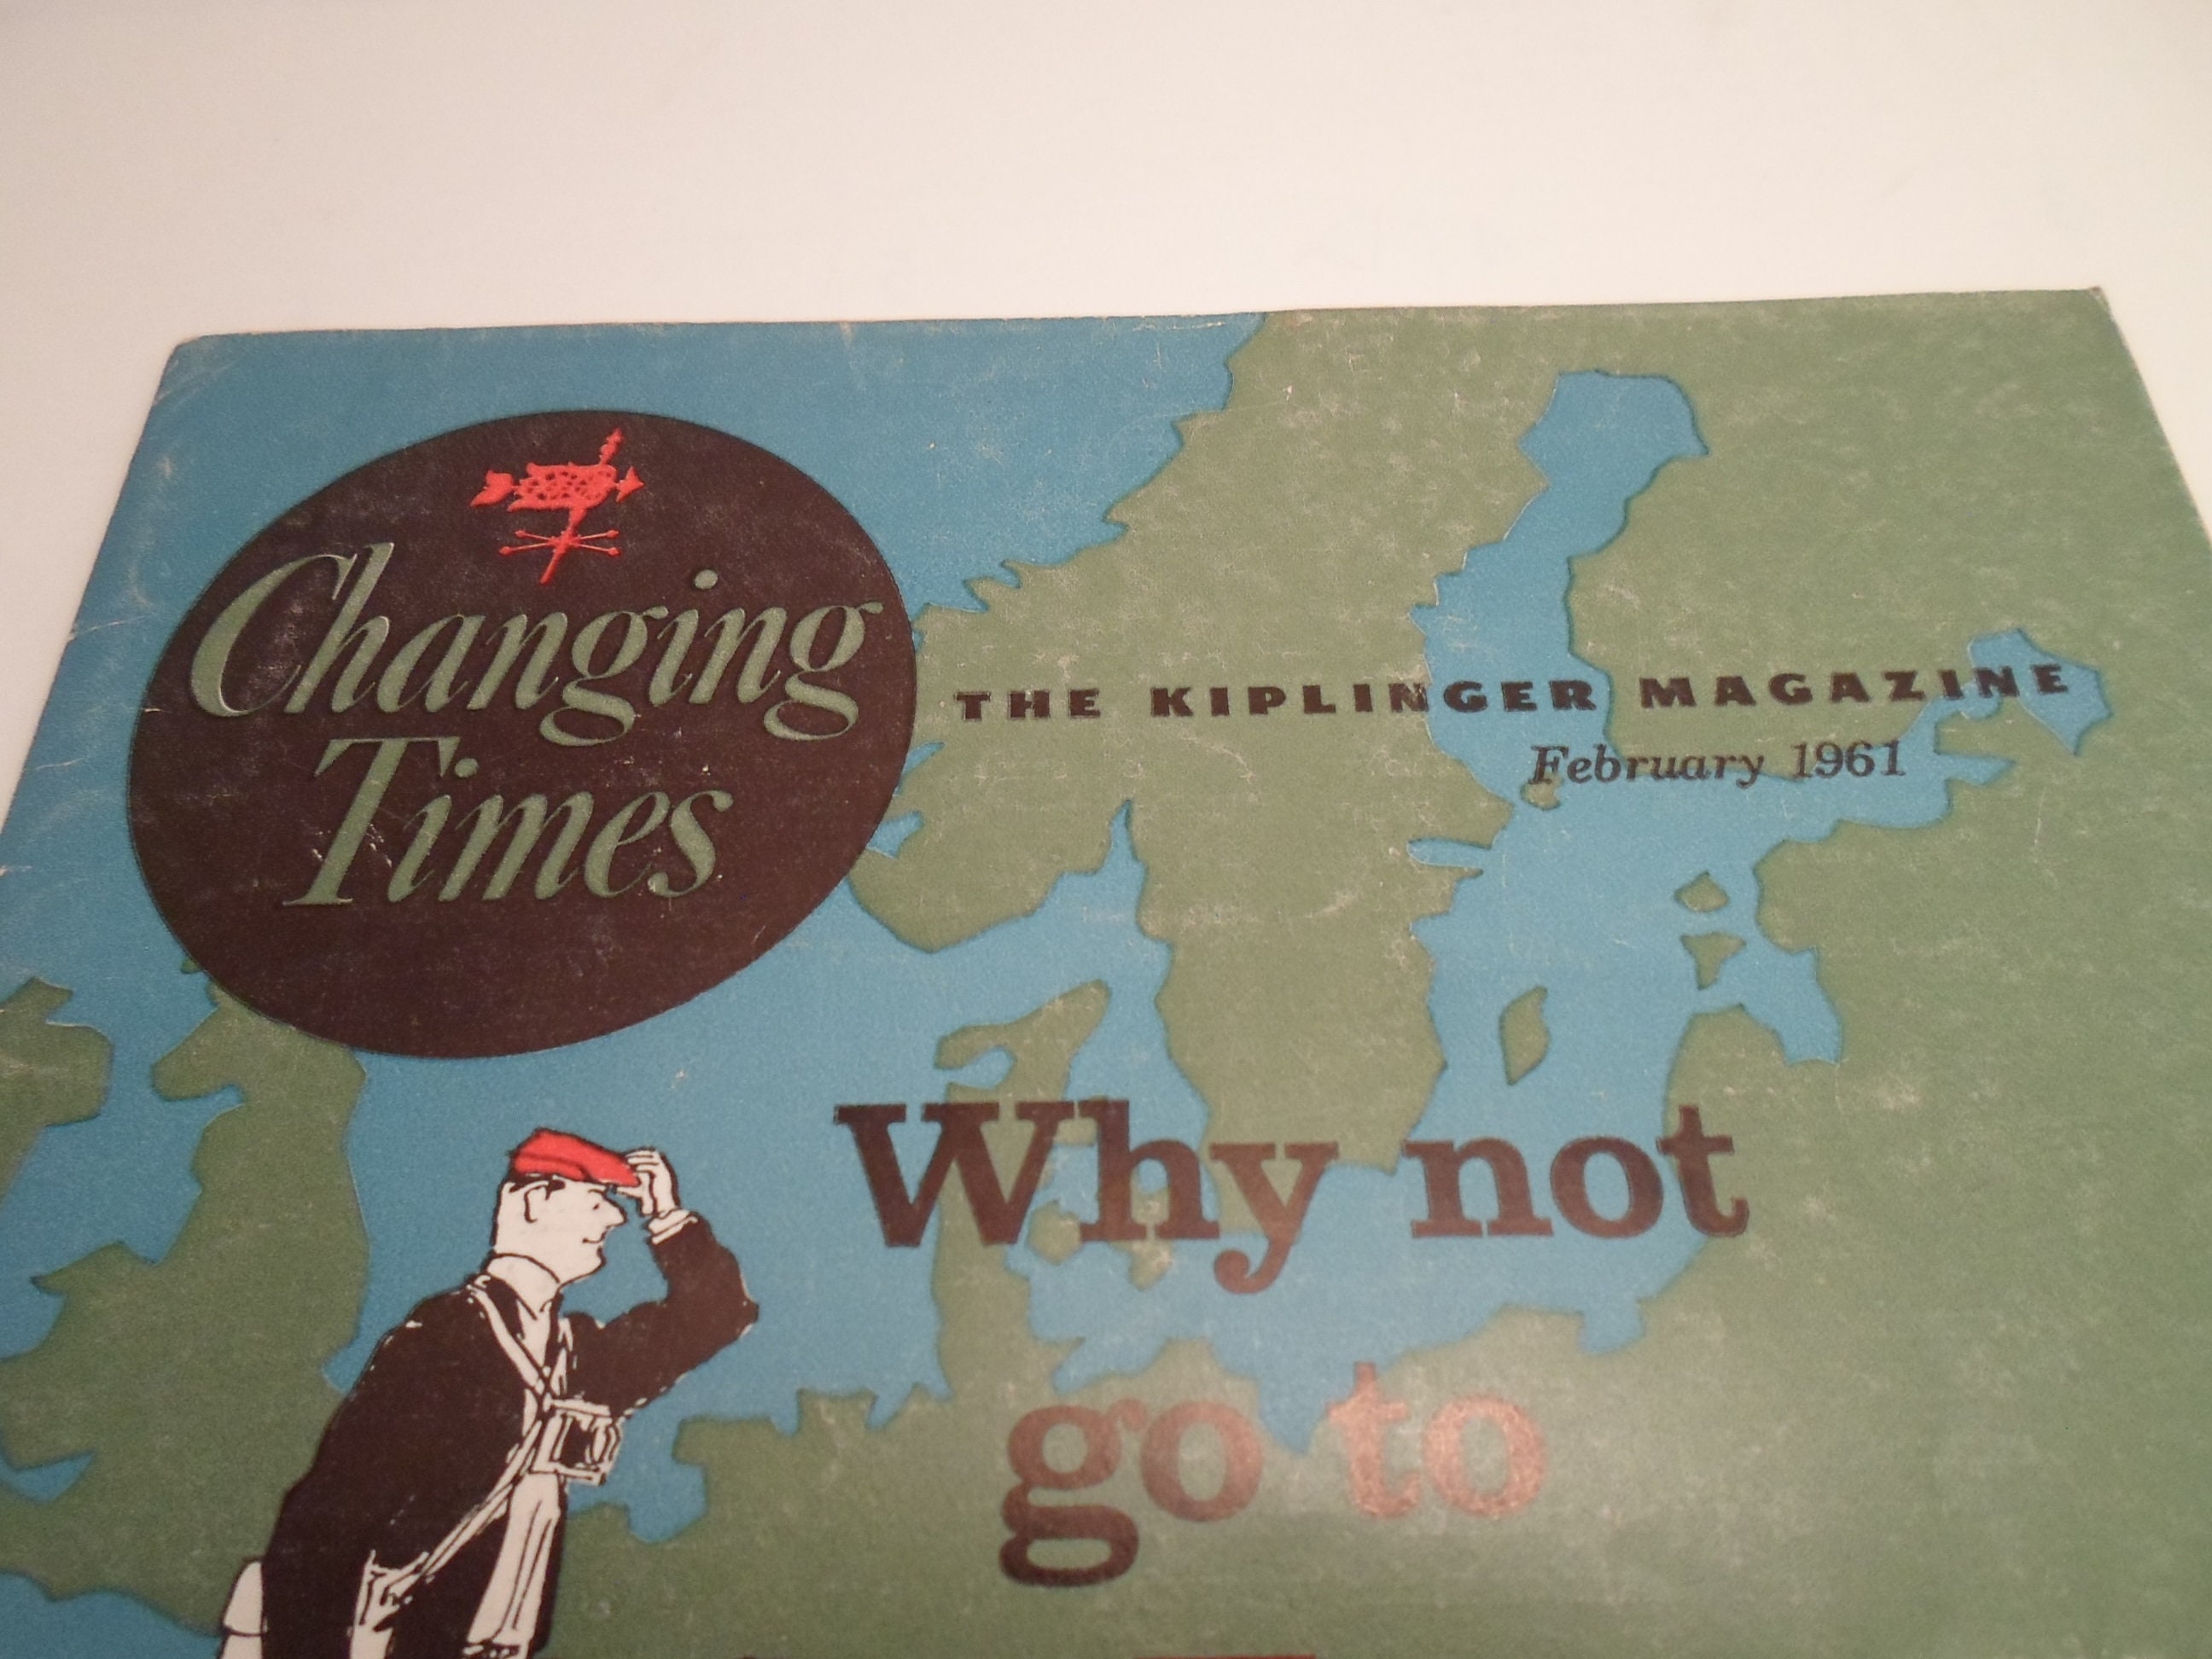 Changing
Times
THE KIPLINGER MAGAZINE
February 1961
Why not
go to